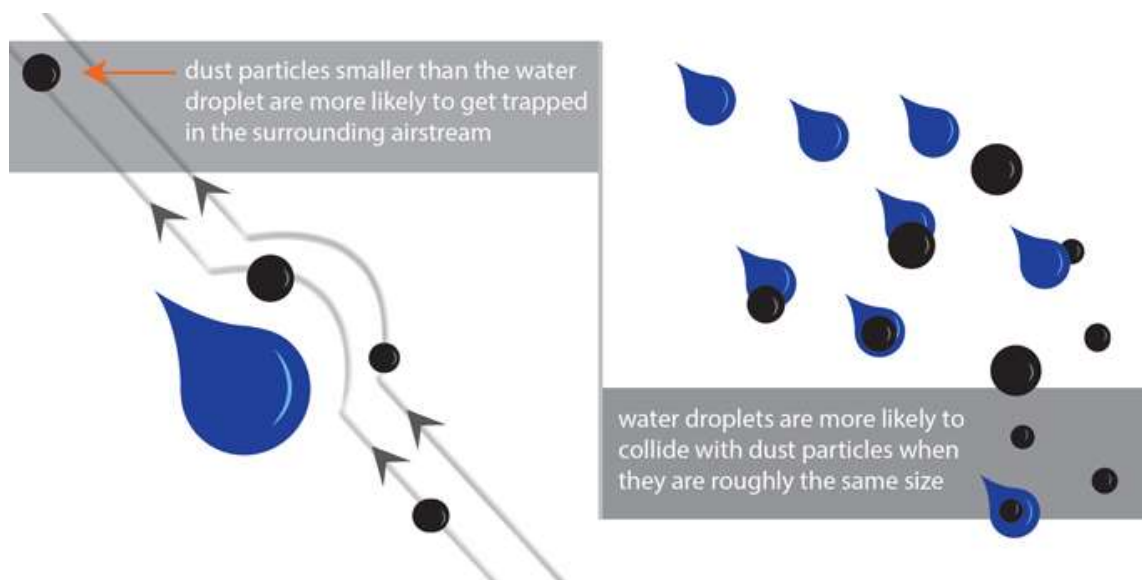 dust particles smaller than the water
droplet are more likely to get trapped
in the surrounding airstream
water droplets are more likely to
collide with dust particles when
they are roughly the same size